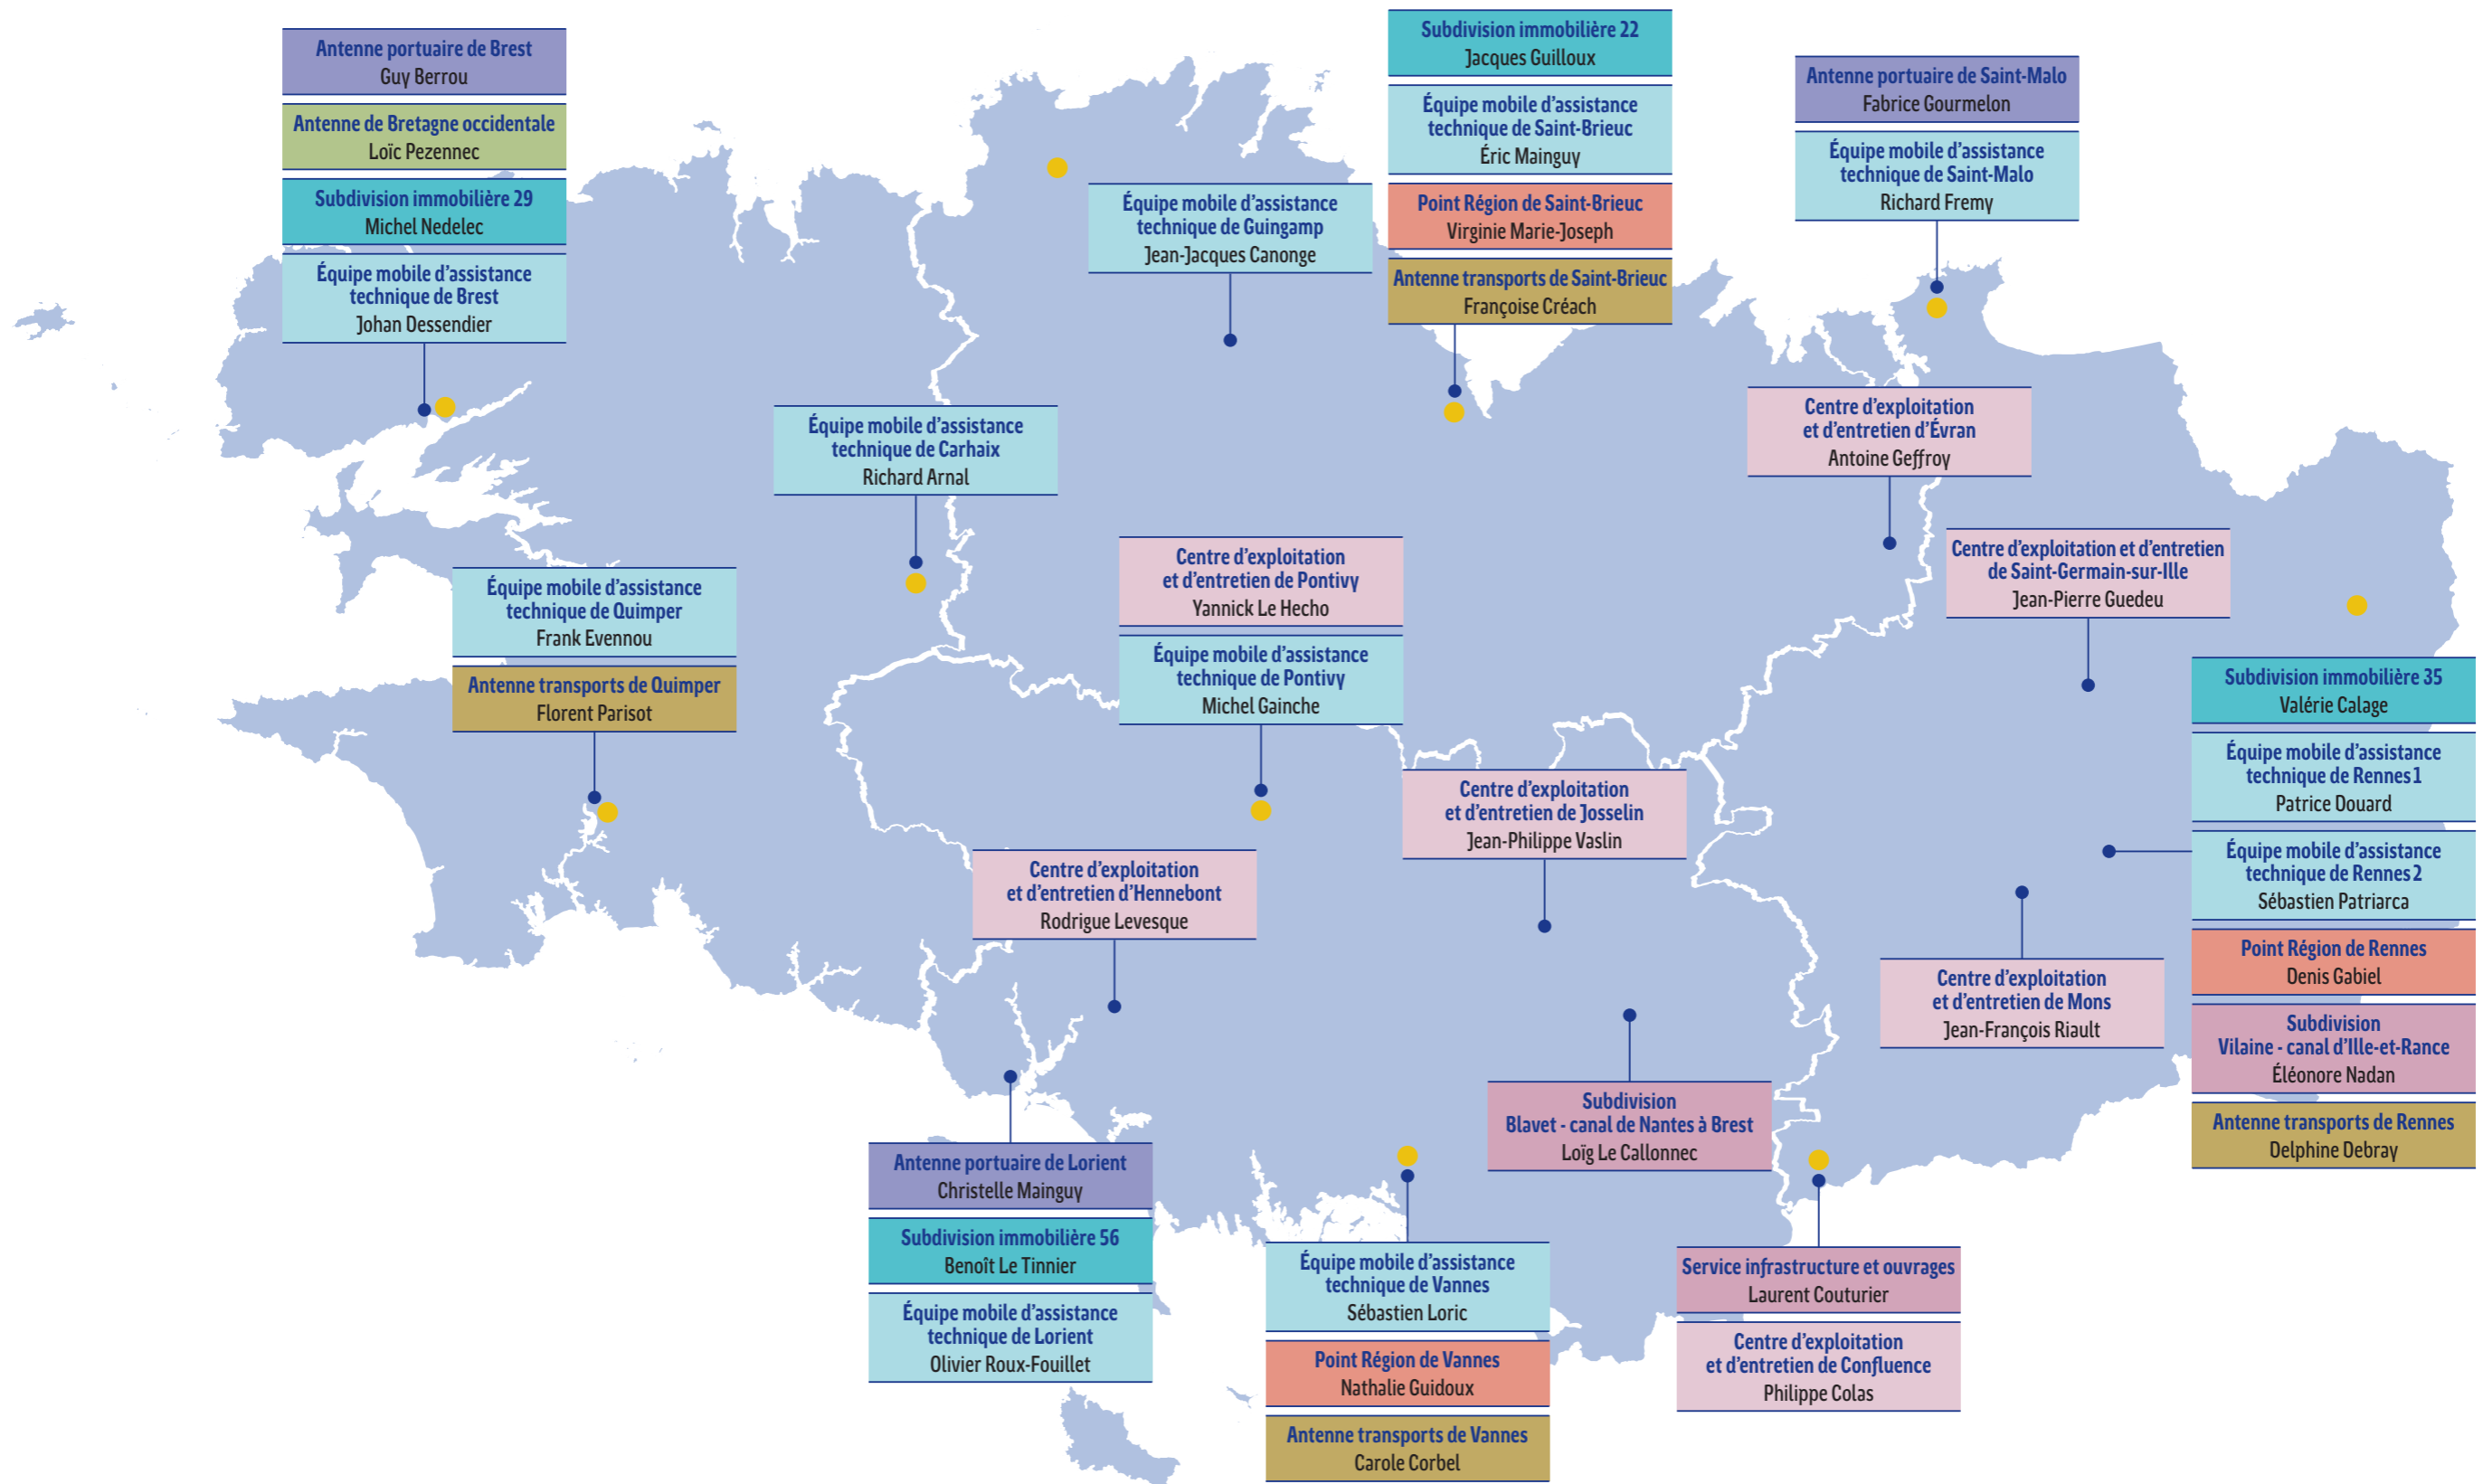 Antenne portuaire de Brest
Guy Berrou
Antenne de Bretagne occidentale
Loïc Pezennec
Subdivision immobilière 29
Michel Nedelec
Équipe mobile d'assistance
technique de Brest
Johan Dessendier
Subdivision immobilière 22
Jacques Guilloux
Équipe mobile d'assistance
technique de Saint-Brieuc
Éric Mainguy
Point Région de Saint-Brieuc
Virginie Marie-Joseph
Antenne transports de Saint-Brieuc
Françoise Créach
Antenne portuaire de Saint-Malo
Fabrice Gourmelon
Équipe mobile d'assistance
technique de Saint-Malo
Richard Fremy
Équipe mobile d'assistance
technique de Guingamp
Jean-Jacques Canonge
Équipe mobile d'assistance
technique de Carhaix
Richard Arnal
Centre d'exploitation
et d'entretien d'Évran
Antoine Geffroy
Centre d'exploitation et d'entretien
de Saint-Germain-sur-Ille
Jean-Pierre Guedeu
Équipe mobile d'assistance
technique de Quimper
Frank Evennou
Antenne transports de Quimper
Florent Parisot
Centre d'exploitation
et d'entretien de Pontivy
Yannick Le Hecho
Équipe mobile d'assistance
technique de Pontivy
Michel Gainche
Subdivision immobilière 35
Valérie Calage
Équipe mobile d'assistance
technique de Rennes 1
Patrice Douard
Équipe mobile d'assistance
technique de Rennes 2
Sébastien Patriarca
Point Région de Rennes
Denis Gabiel
Subdivision
Vilaine - canal d'Ille-et-Rance
Éléonore Nadan
Antenne transports de Rennes
Delphine Debray
Centre d'exploitation
et d'entretien de Josselin
Jean-Philippe Vaslin
Centre d'exploitation
et d'entretien d'Hennebont
Rodrigue Levesque
Centre d'exploitation
et d'entretien de Mons
Jean-François Riault
Subdivision
Blavet - canal de Nantes à Brest
Loïg Le Callonnec
Antenne portuaire de Lorient
Christelle Mainguy
Subdivision immobilière 56
Benoît Le Tinnier
Équipe mobile d'assistance
technique de Lorient
Olivier Roux-Fouillet
Équipe mobile d'assistance
technique de Vannes
Sébastien Loric
Point Région de Vannes
Nathalie Guidoux
Antenne transports de Vannes
Carole Corbel
Service infrastructure et ouvrages
Laurent Couturier
Centre d'exploitation
et d'entretien de Confluence
Philippe Colas